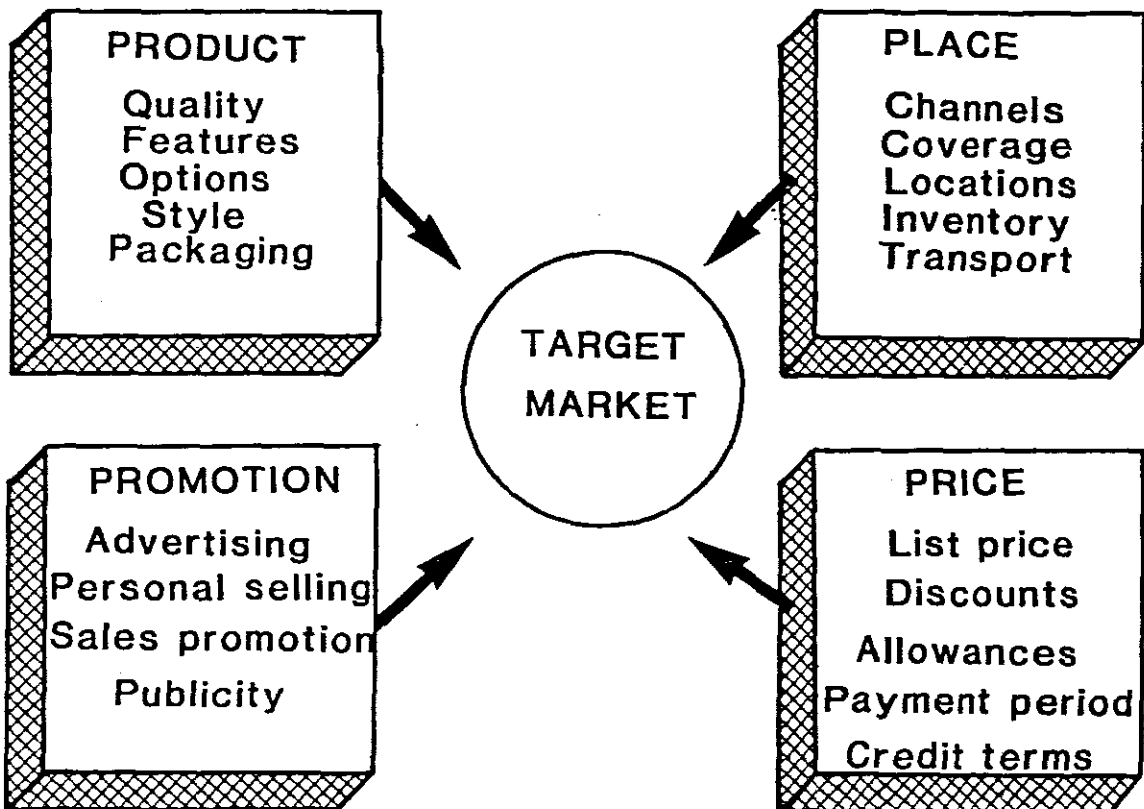 PRODUCT
Quality
Features
Options
Style
Packaging
PLACE
Channels
Coverage
Locations
Inventory
Transport
TARGET
MARKET
PROMOTION
Advertising
Personal selling
Sales promotion
Publicity
PRICE
List price
Discounts
Allowances
Payment period
Credit terms